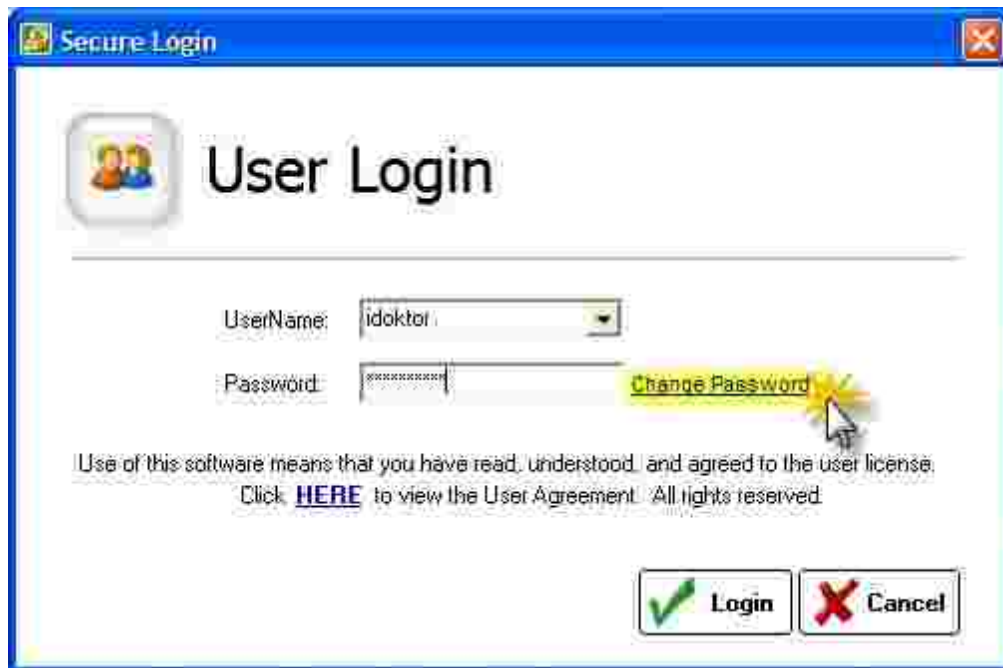 Secure Login
User Login
UserName: idoktor
Password: ********** Change Password
Use of this software means that you have read, understood, and agreed to the user license.
Click HERE to view the User Agreement. All rights reserved.
Login Cancel